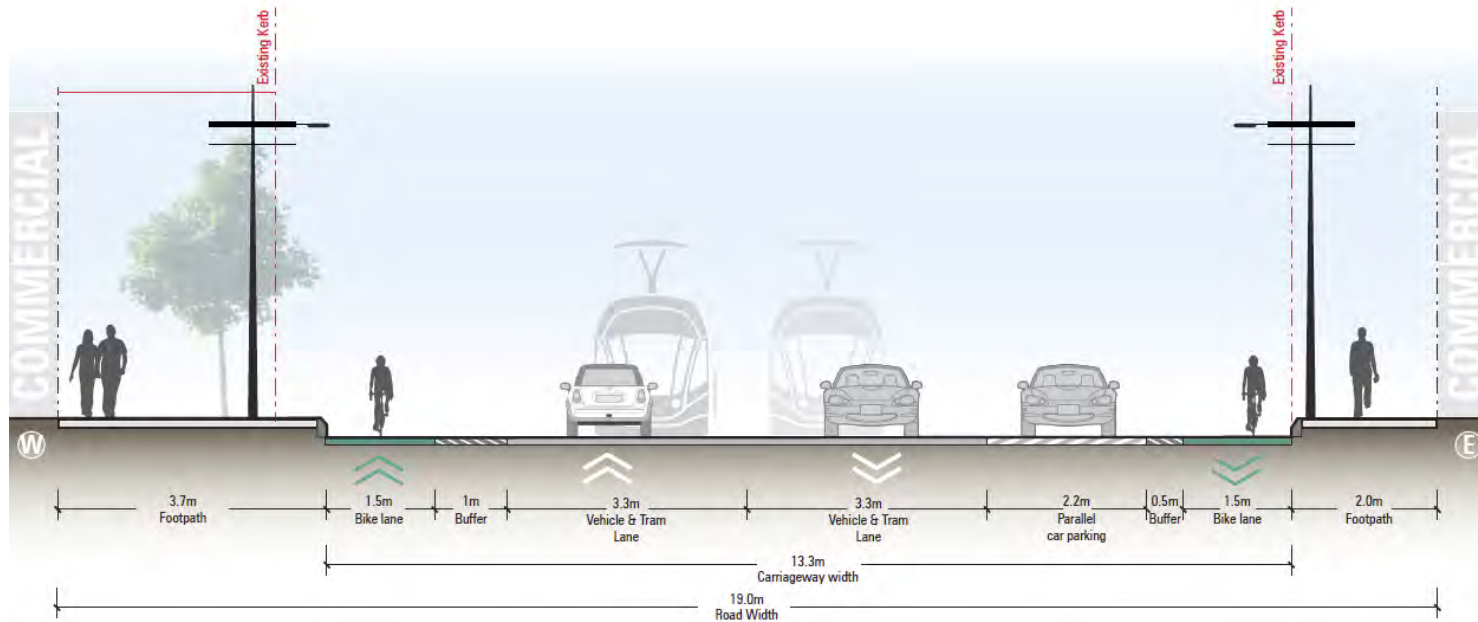 Existing Kerb
Existing Kerb
COMMERCIAL
COMMERCIAL
W
E
3.7m
Footpath
1.5m
Bike lane
1m
Buffer
3.3m
Vehicle & Tram
Lane
3.3m
Vehicle & Tram
Lane
2.2m
Parallel
car parking
0.5m
Buffer
1.5m
Bike lane
2.0m
Footpath
13.3m
Carriageway width
19.0m
Road Width